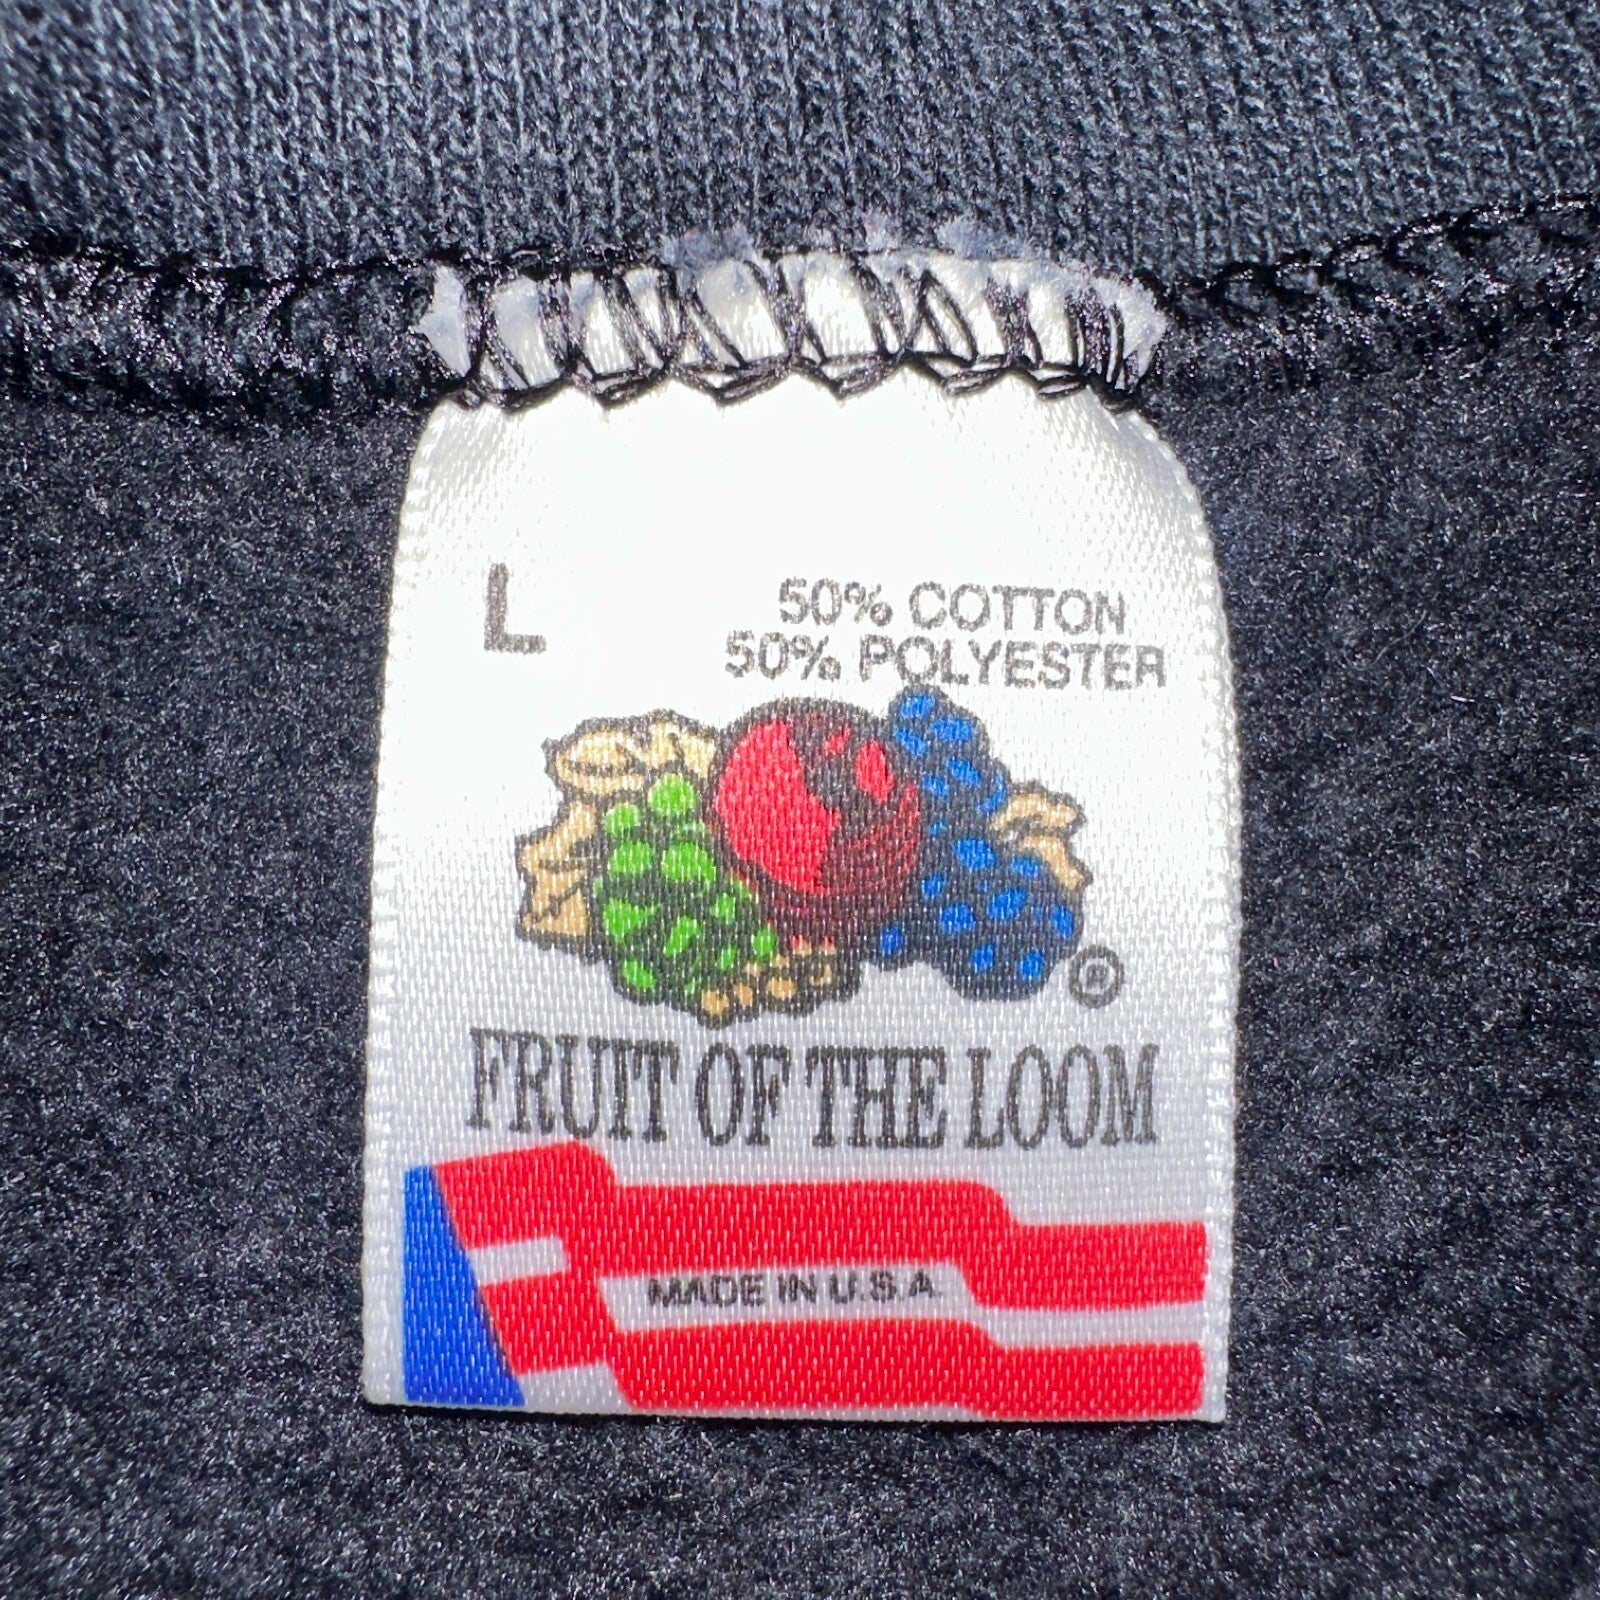 L
50% COTTON
50% POLYESTER
®
FRUIT OF THE LOOM
MADE IN U.S.A.